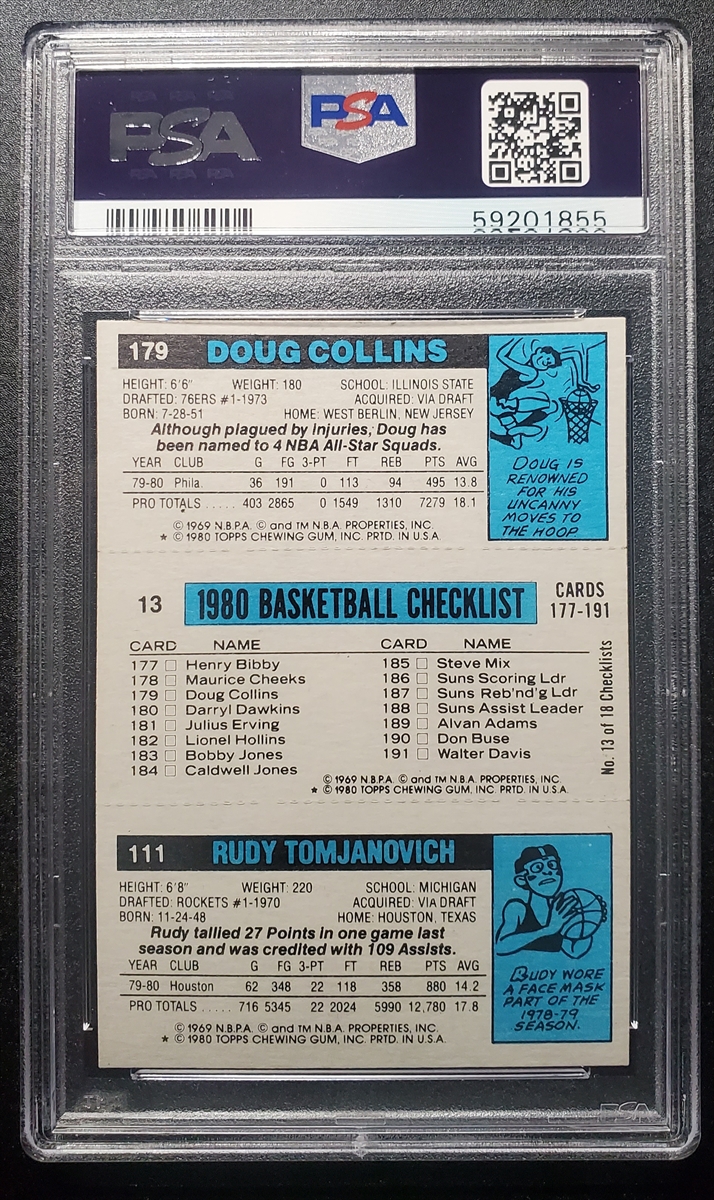 PSA PSA PSA
PSA
PSA PSA PSA
PSA
59201855
179 DOUG COLLINS
HEIGHT: 6'6" WEIGHT: 180 SCHOOL: ILLINOIS STATE
DRAFTED: 76ERS #1-1973 ACQUIRED: VIA DRAFT
BORN: 7-28-51 HOME: WEST BERLIN, NEW JERSEY
Although plagued by Injuries, Doug has
been named to 4 NBA All-Star Squads.
YEAR CLUB G FG 3-PT FT REB PTS AVG
79-80 Phila. 36 191 0 113 94 495 13.8
PRO TOTALS ..... 403 2865 0 1549 1310 7279 18.1
© 1969 N.B.P.A. © and TM N.B.A. PROPERTIES, INC.
* © 1980 TOPPS CHEWING GUM, INC. PRTD. IN U.S.A.
DOUG IS
RENOWNED
FOR HIS
UNCANNY
MOVES TO
THE HOOP.
13 1980 BASKETBALL CHECKLIST CARDS
177-191
CARD NAME
177 □ Henry Bibby
178 □ Maurice Cheeks
179 □ Doug Collins
180 □ Darryl Dawkins
181 □ Julius Erving
182 □ Lionel Hollins
183 □ Bobby Jones
184 □ Caldwell Jones
CARD NAME
185 □ Steve Mix
186 □ Suns Scoring Ldr
187 □ Suns Reb'nd'g Ldr
188 □ Suns Assist Leader
189 □ Alvan Adams
190 □ Don Buse
191 □ Walter Davis
No. 13 of 18 Checklists
© 1969 N.B.P.A. © and TM N.B.A. PROPERTIES, INC.
* © 1980 TOPPS CHEWING GUM, INC. PRTD. IN U.S.A.
111 RUDY TOMJANOVICH
HEIGHT: 6'8" WEIGHT: 220 SCHOOL: MICHIGAN
DRAFTED: ROCKETS #1-1970 ACQUIRED: VIA DRAFT
BORN: 11-24-48 HOME: HOUSTON, TEXAS
Rudy tallied 27 Points in one game last
season and was credited with 109 Assists.
YEAR CLUB G FG 3-PT FT REB PTS AVG
79-80 Houston 62 348 22 118 358 880 14.2
PRO TOTALS ..... 716 5345 22 2024 5990 12,780 17.8
© 1969 N.B.P.A. © and TM N.B.A. PROPERTIES, INC.
* © 1980 TOPPS CHEWING GUM, INC. PRTD. IN U.S.A.
RUDY WORE
A FACE MASK
PART OF THE
1978-79
SEASON.
PSA